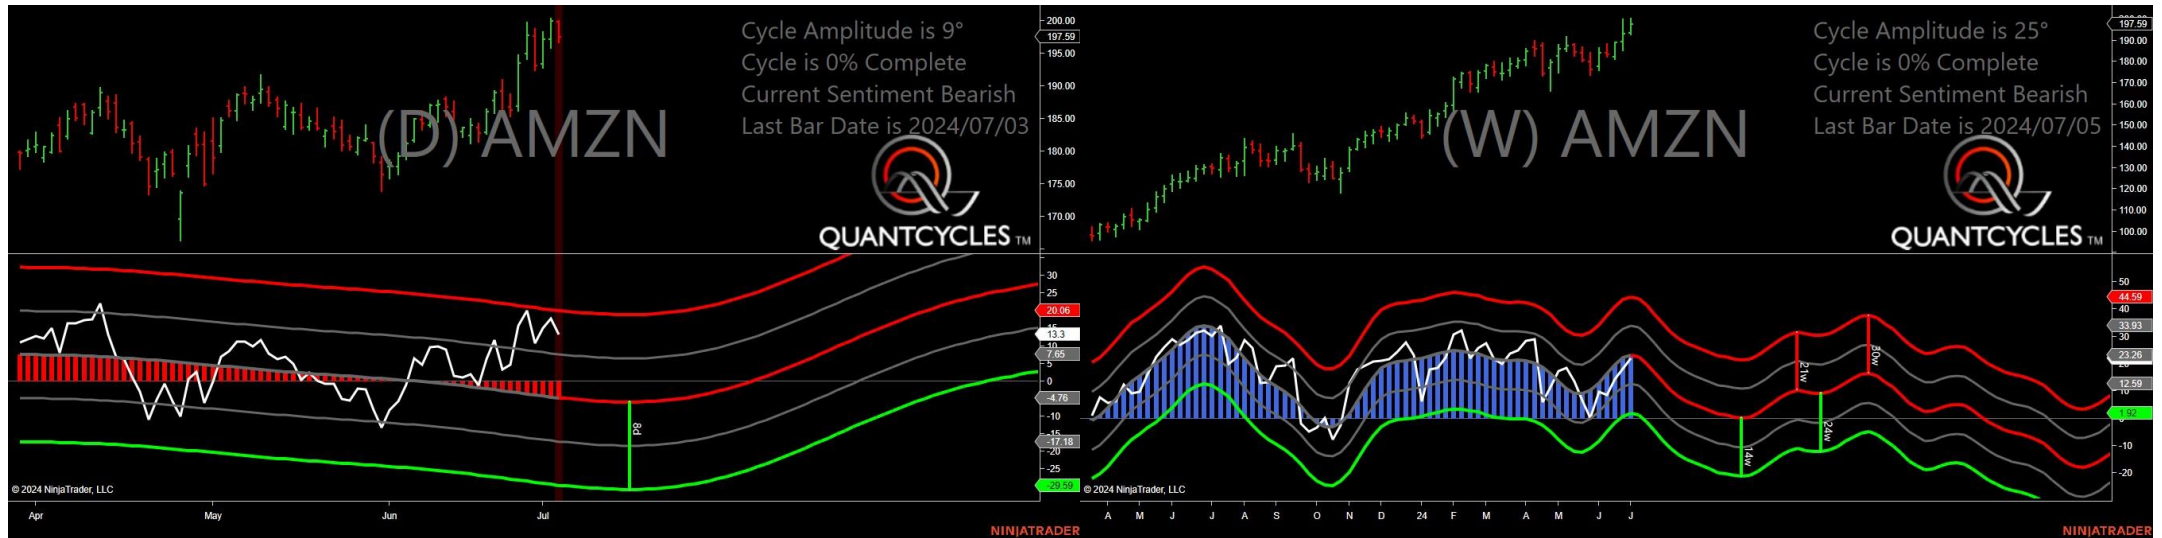 Cycle Amplitude is 9°
Cycle is 0% Complete
Current Sentiment Bearish
Last Bar Date is 2024/07/03
(D) AMZN
QUANTCYCLES TM
200.00
197.59
195.00
190.00
185.00
180.00
175.00
170.00
30
25
20.06
13.3
10
7.65
5
0
-4.76
-10
-15
-17.18
-20
-25
-29.59
8d
© 2024 NinjaTrader, LLC
Apr
May
Jun
Jul
NINJATRADER
Cycle Amplitude is 25°
Cycle is 0% Complete
Current Sentiment Bearish
Last Bar Date is 2024/07/05
(W) AMZN
QUANTCYCLES TM
197.59
190.00
180.00
170.00
160.00
150.00
140.00
130.00
120.00
110.00
100.00
50
44.59
40
33.93
30
23.26
12.59
10
1.92
-10
-20
14w
21w
24w
30w
© 2024 NinjaTrader, LLC
A M J J A S O N D 24 F M A M J J
NINJATRADER